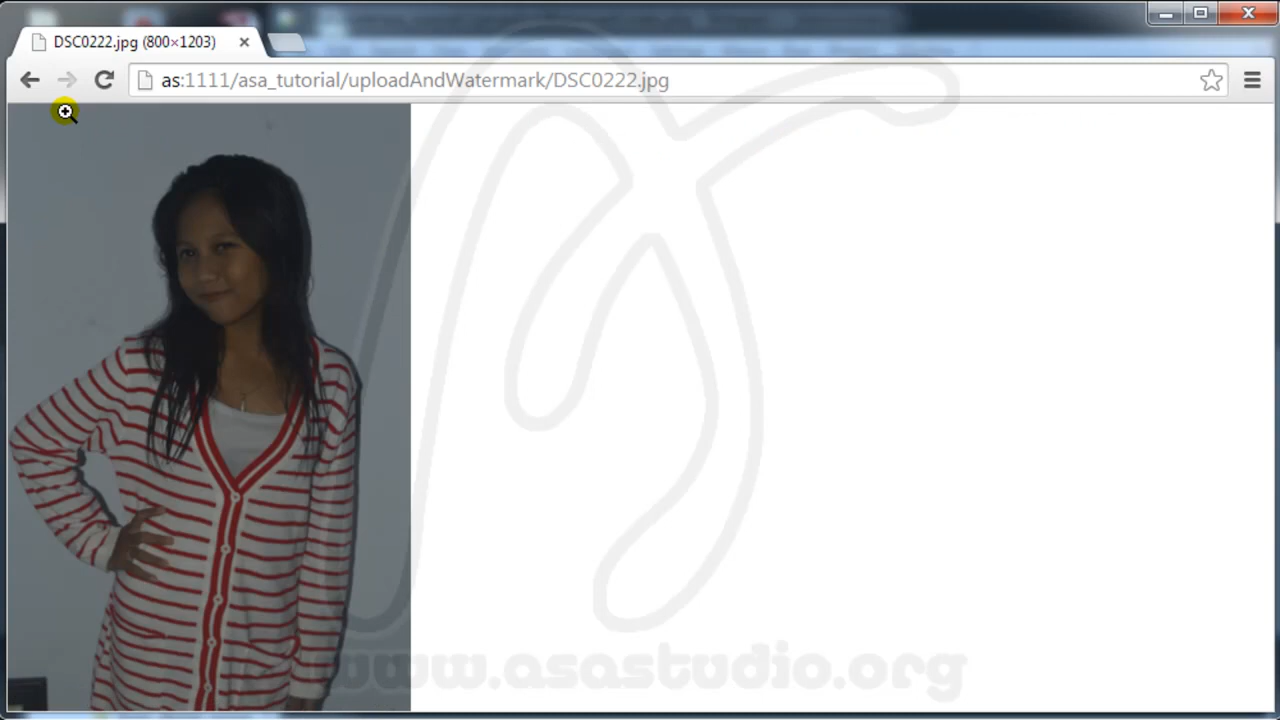 DSC0222.jpg (800×1203)
as:1111/asa_tutorial/uploadAndWatermark/DSC0222.jpg
www.asastudio.org